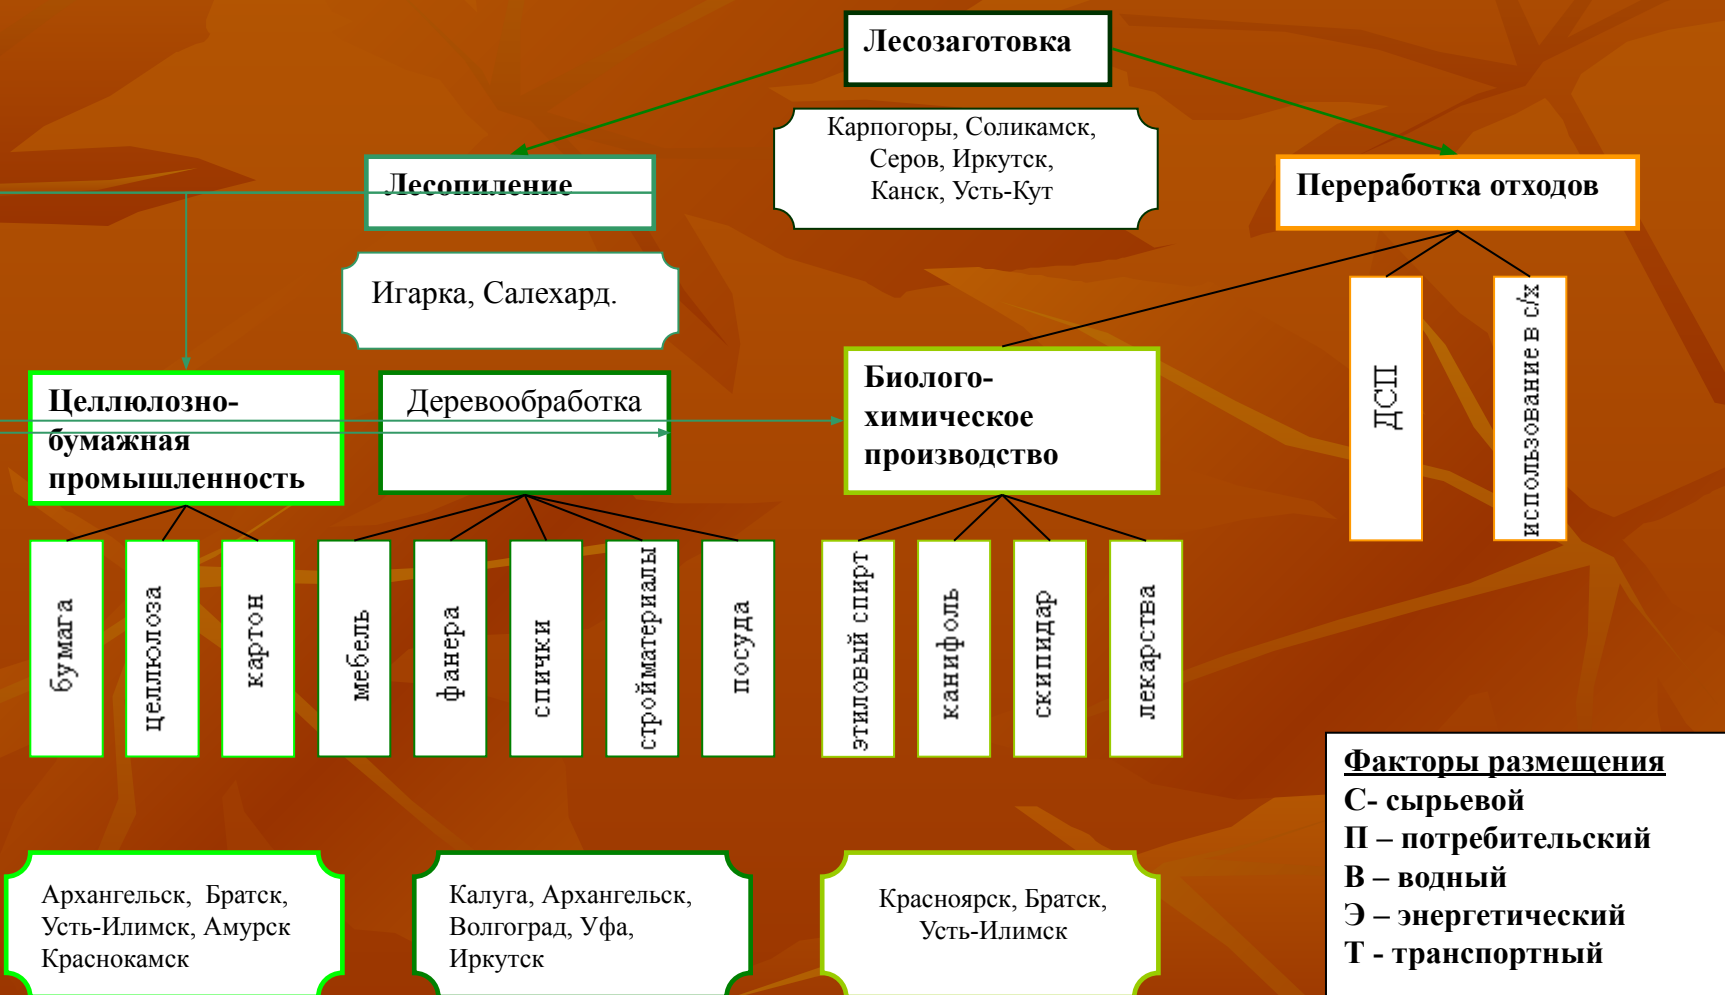 Лесозаготовка
Карпогоры, Соликамск,
Серов, Иркутск,
Канск, Усть-Кут
Лесопиление
Переработка отходов
Игарка, Салехард.
ДСП
использование в с/х
Целлюлозно-
бумажная
промышленность
Деревообработка
Биолого-
химическое
производство
бумага
целлюлоза
картон
мебель
фанера
спички
стройматериалы
посуда
этиловый спирт
канифоль
скипидар
лекарства
Архангельск, Братск,
Усть-Илимск, Амурск
Краснокамск
Калуга, Архангельск,
Волгоград, Уфа,
Иркутск
Красноярск, Братск,
Усть-Илимск
Факторы размещения
С- сырьевой
П – потребительский
В – водный
Э – энергетический
Т - транспортный